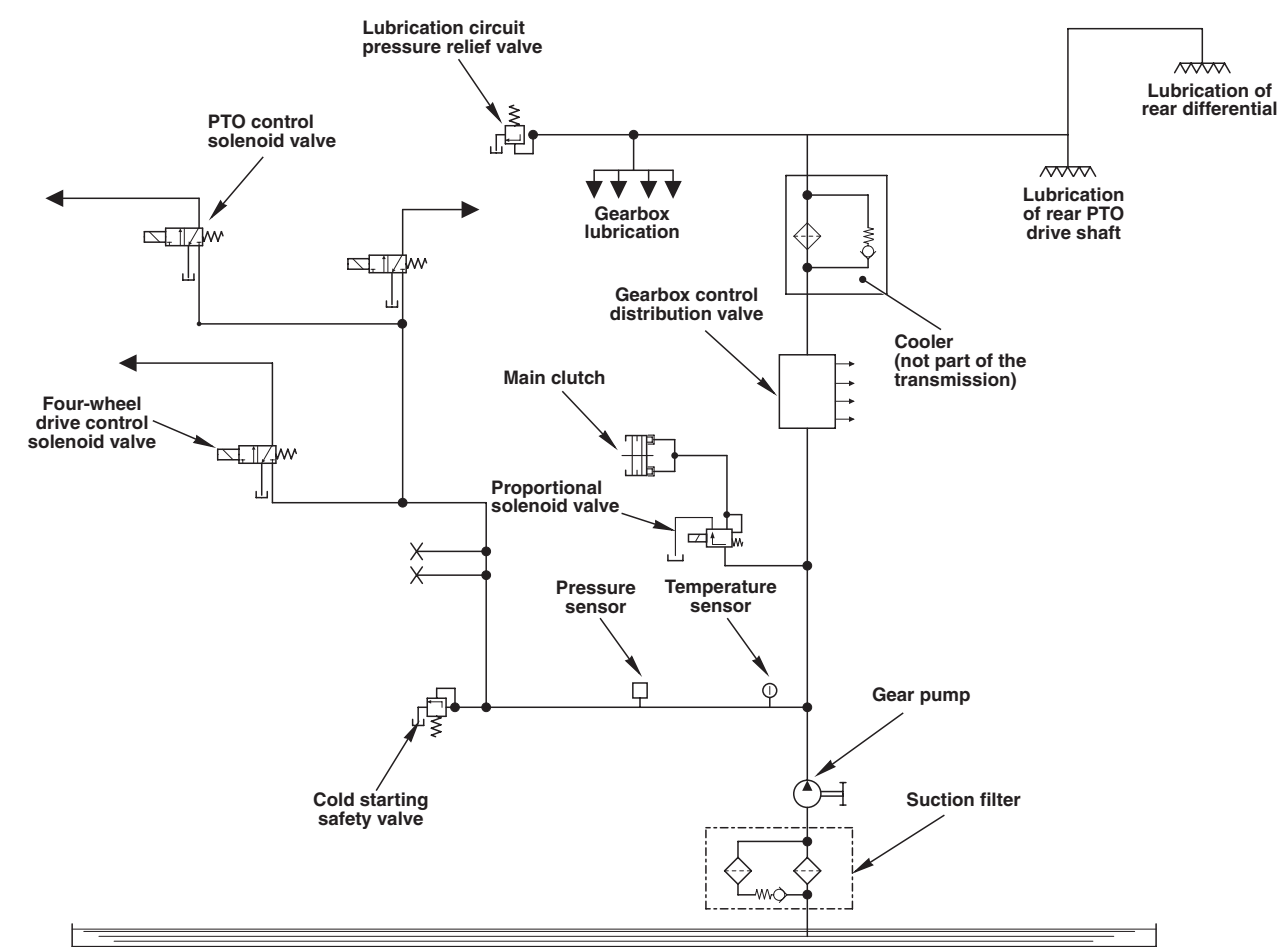 Lubrication circuit
pressure relief valve
Lubrication of
rear differential
PTO control
solenoid valve
Lubrication
of rear PTO
drive shaft
Gearbox
lubrication
Gearbox control
distribution valve
Cooler
(not part of the
transmission)
Main clutch
Four-wheel
drive control
solenoid valve
Proportional
solenoid valve
Pressure
sensor
Temperature
sensor
Gear pump
Cold starting
safety valve
Suction filter